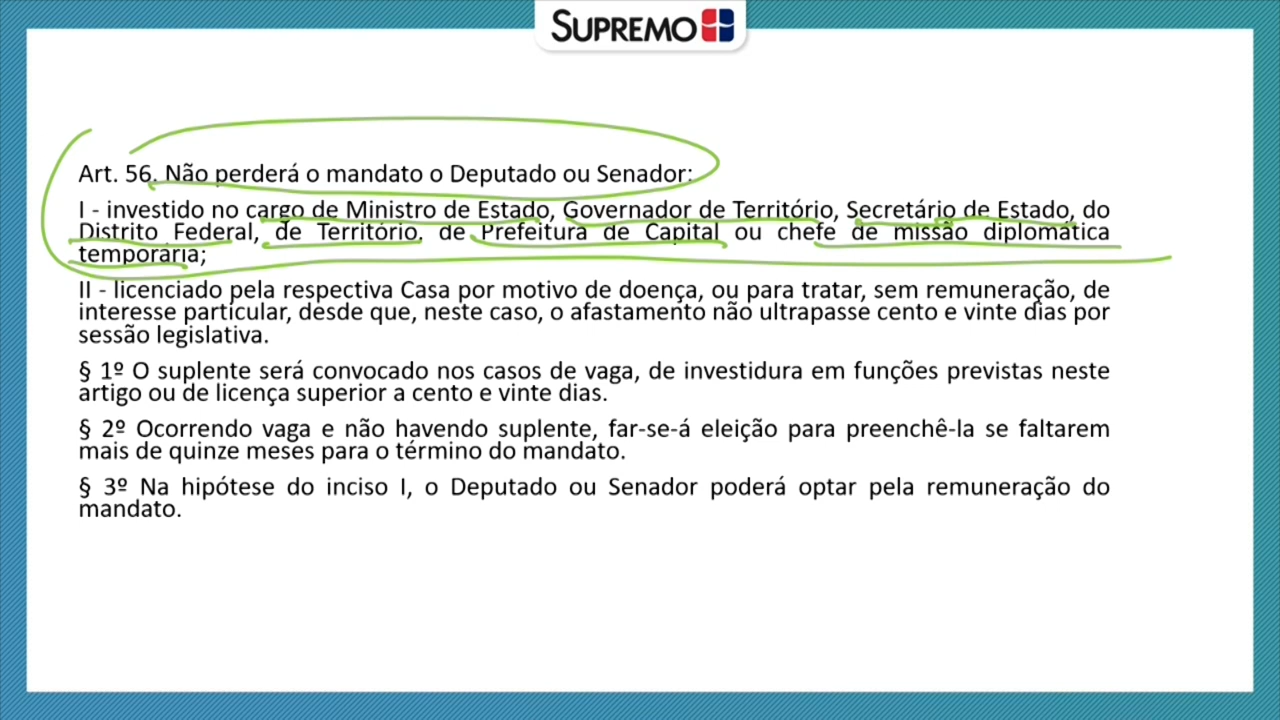 SUPREMO
Art. 56. Não perderá o mandato o Deputado ou Senador:
I - investido no cargo de Ministro de Estado, Governador de Território, Secretário de Estado, do
Distrito Federal, de Território, de Prefeitura de Capital ou chefe de missão diplomática
temporária;
II - licenciado pela respectiva Casa por motivo de doença, ou para tratar, sem remuneração, de
interesse particular, desde que, neste caso, o afastamento não ultrapasse cento e vinte dias por
sessão legislativa.
§ 1º O suplente será convocado nos casos de vaga, de investidura em funções previstas neste
artigo ou de licença superior a cento e vinte dias.
§ 2º Ocorrendo vaga e não havendo suplente, far-se-á eleição para preenchê-la se faltarem
mais de quinze meses para o término do mandato.
§ 3º Na hipótese do inciso I, o Deputado ou Senador poderá optar pela remuneração do
mandato.